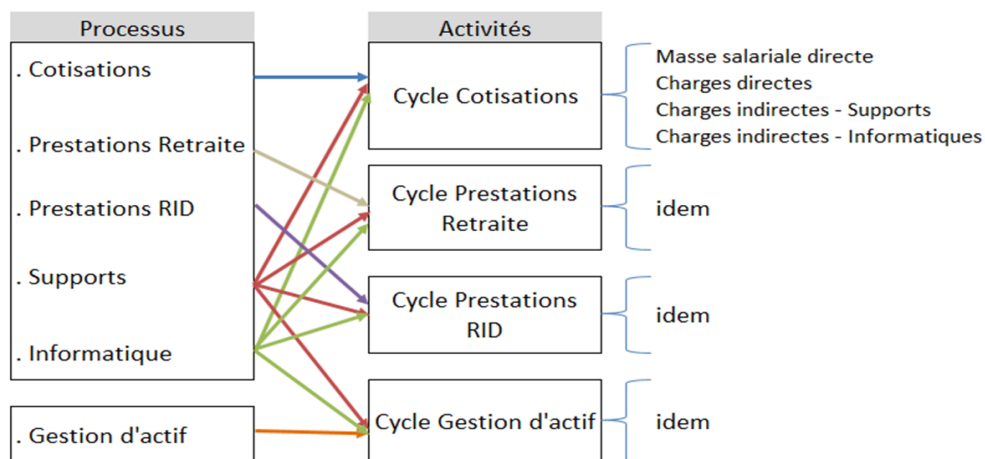 Processus
. Cotisations
. Prestations Retraite
. Prestations RID
. Supports
. Informatique
. Gestion d'actif
Activités
Cycle Cotisations
Cycle Prestations
Retraite
Cycle Prestations
RID
Cycle Gestion d'actif
Masse salariale directe
Charges directes
Charges indirectes - Supports
Charges indirectes - Informatiques
idem
idem
idem